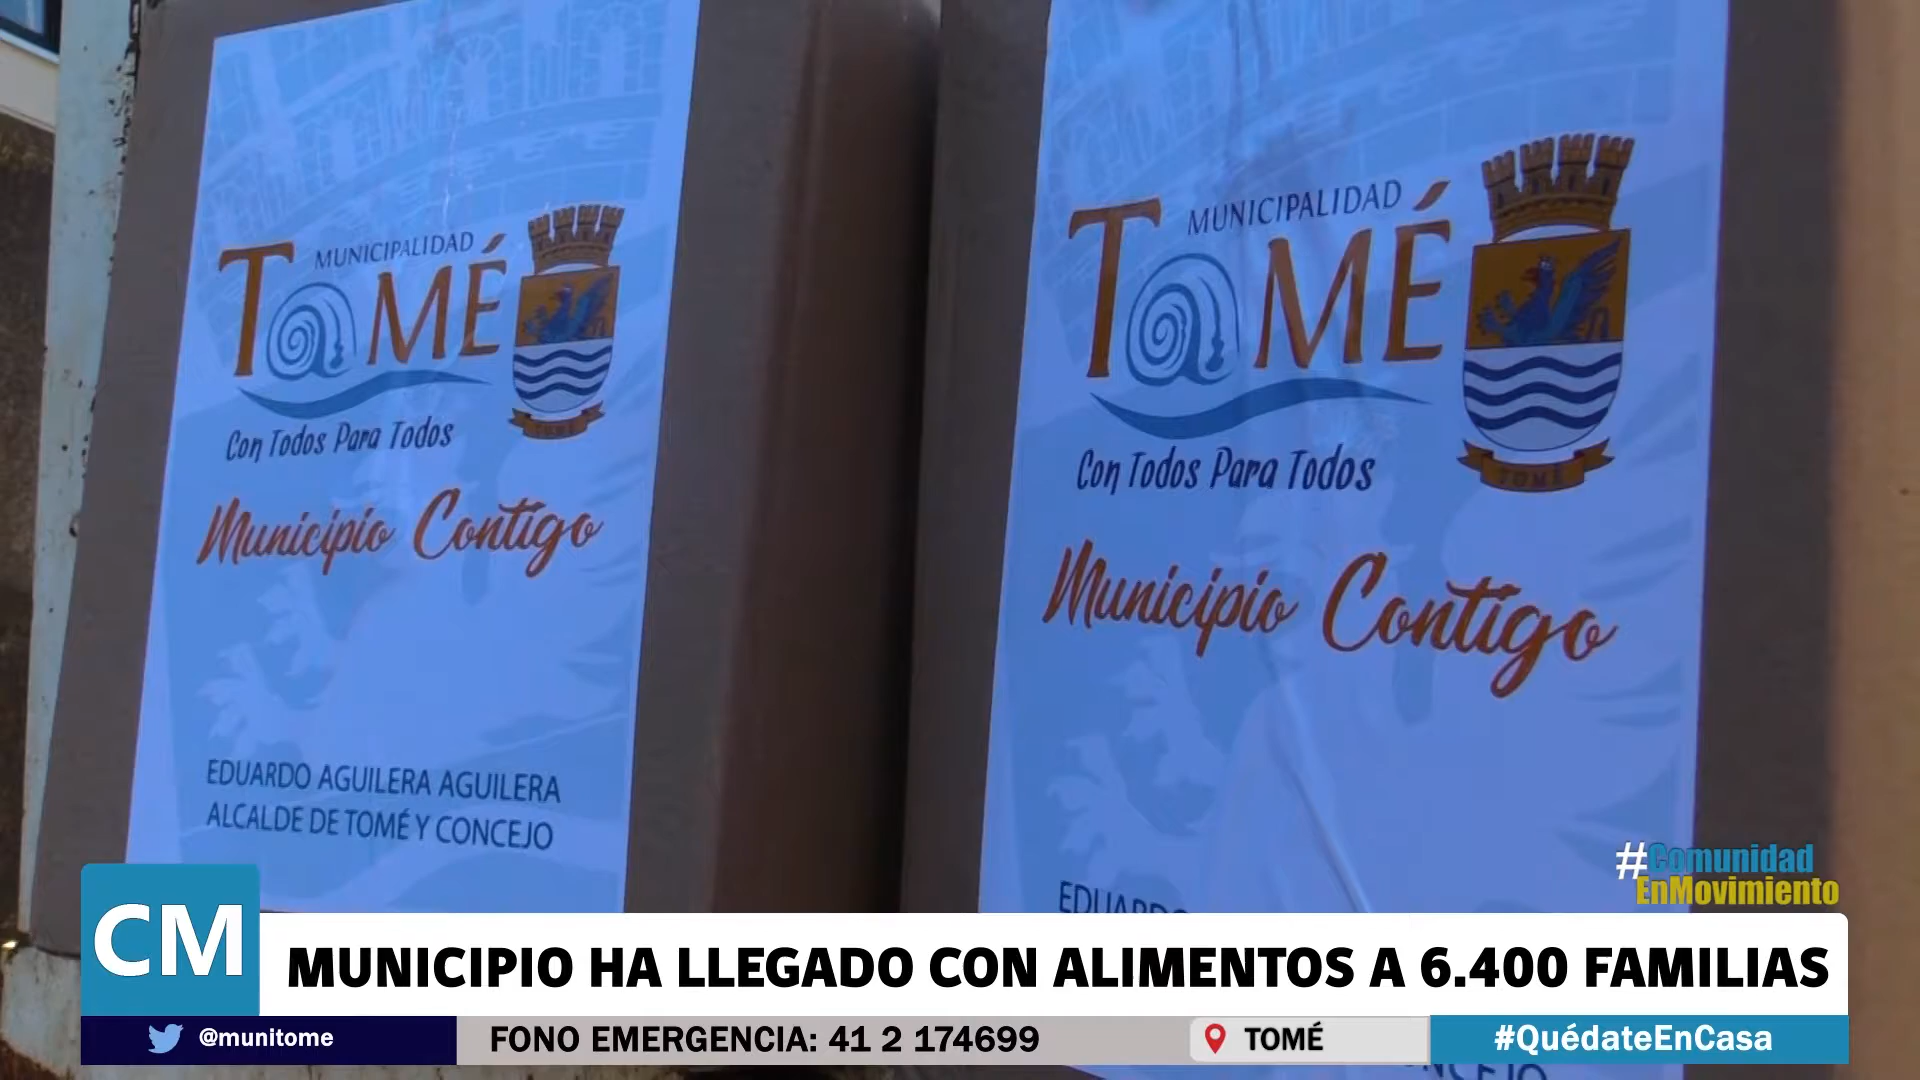 MUNICIPALIDAD
TOMÉ
TOMÉ
Con Todos Para Todos
Municipio Contigo
EDUARDO AGUILERA AGUILERA
ALCALDE DE TOMÉ Y CONCEJO
MUNICIPALIDAD
TOMÉ
TOMÉ
Con Todos Para Todos
Municipio Contigo
#Comunidad
EnMovimiento
CM
MUNICIPIO HA LLEGADO CON ALIMENTOS A 6.400 FAMILIAS
@munitome
FONO EMERGENCIA: 41 2 174699
TOMÉ
#QuédateEnCasa